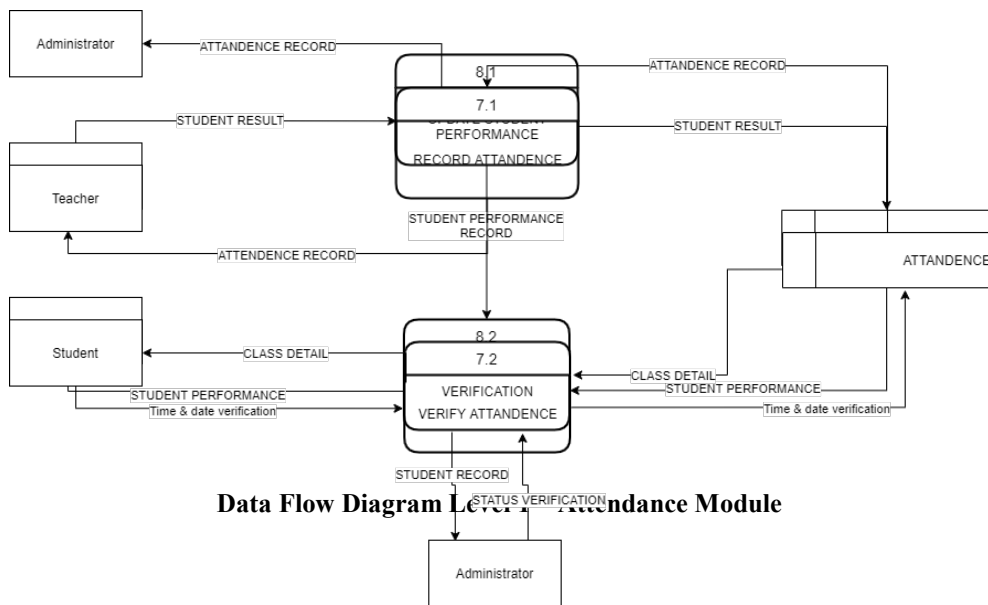 Administrator
ATTANDENCE RECORD
8.1
ATTANDENCE RECORD
7.1
STUDENT RESULT
UPDATE STUDENT
PERFORMANCE
STUDENT RESULT
RECORD ATTANDENCE
Teacher
STUDENT PERFORMANCE
RECORD
ATTENDENCE RECORD
ATTANDENCE
8.2
Student
CLASS DETAIL
7.2
CLASS DETAIL
STUDENT PERFORMANCE
VERIFICATION
STUDENT PERFORMANCE
Time & date verification
VERIFY ATTANDENCE
Time & date verification
STUDENT RECORD
STATUS VERIFICATION
Data Flow Diagram Level Attendance Module
Administrator